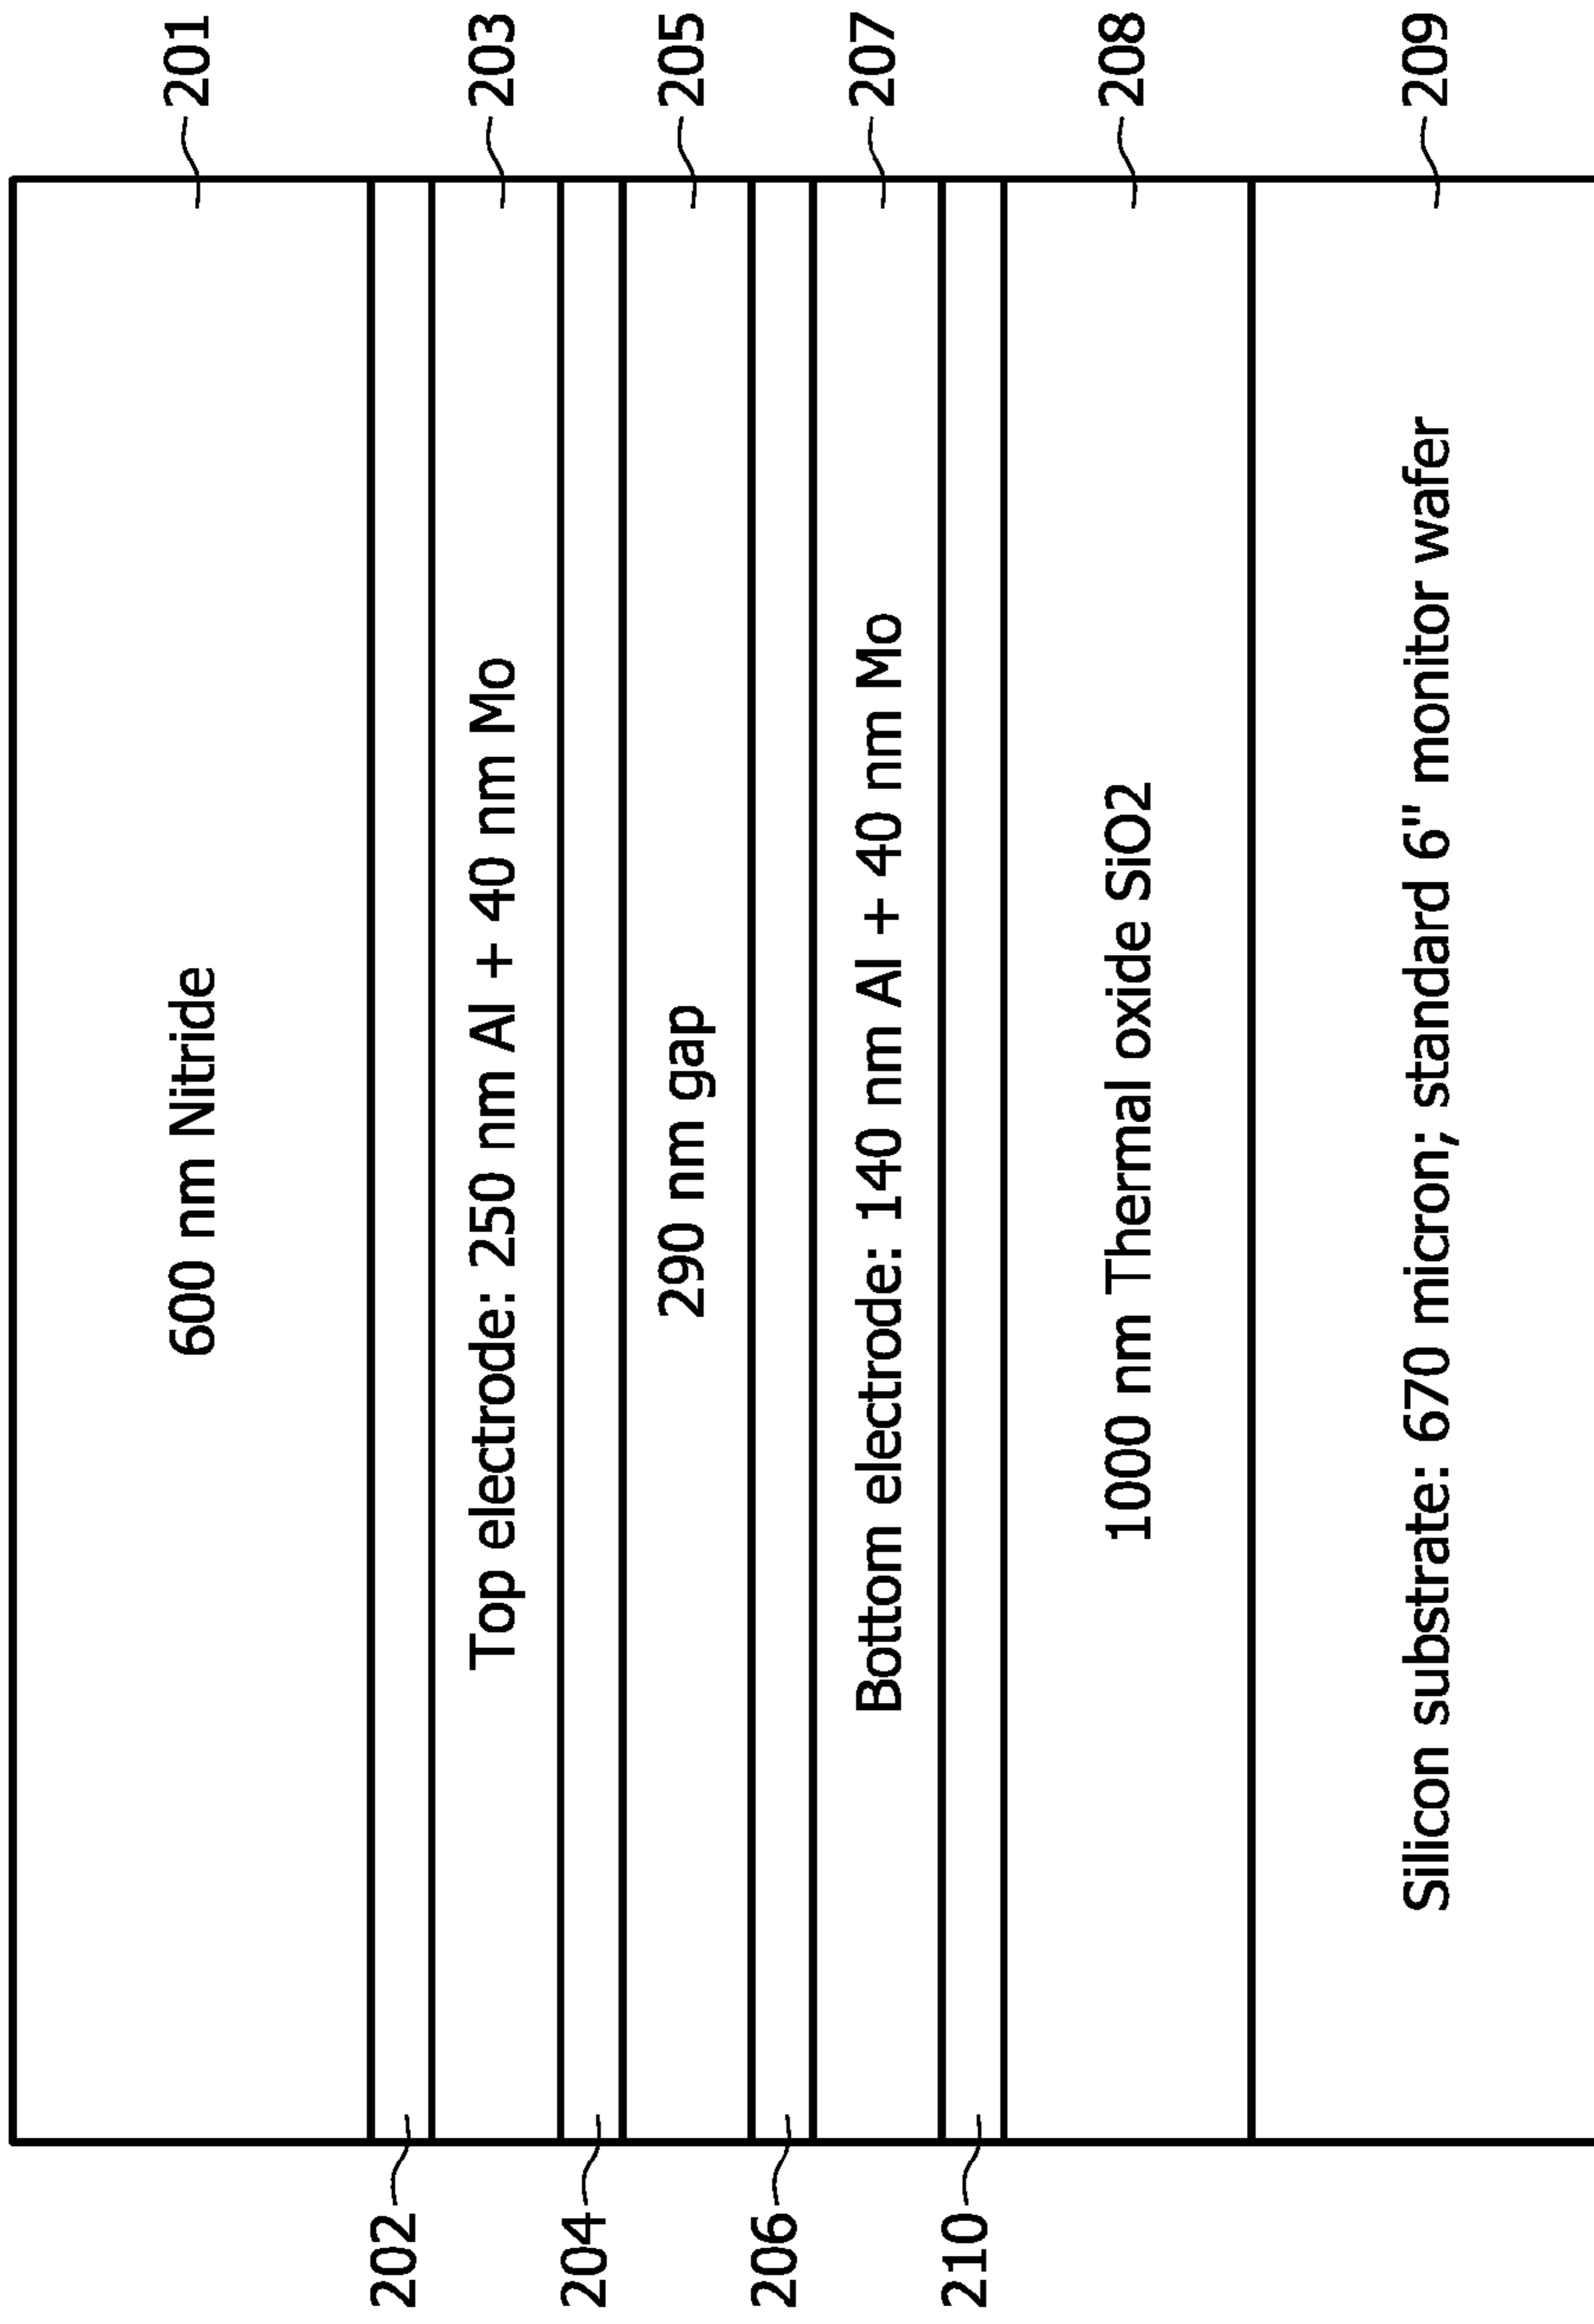 600 nm Nitride
201
202
Top electrode: 250 nm Al + 40 nm Mo
203
204
290 nm gap
205
206
Bottom electrode: 140 nm Al + 40 nm Mo
207
210
1000 nm Thermal oxide SiO2
208
Silicon substrate: 670 micron; standard 6" monitor wafer
209